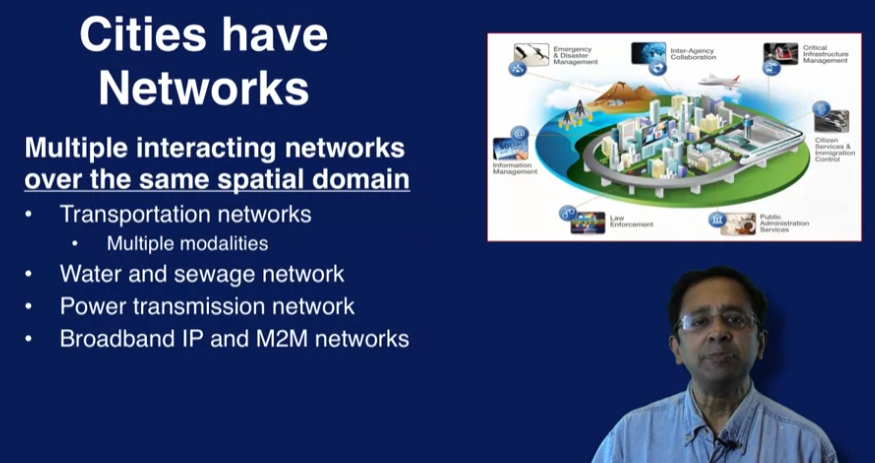 Cities have
Networks
Multiple interacting networks
over the same spatial domain
• Transportation networks
• Multiple modalities
• Water and sewage network
• Power transmission network
• Broadband IP and M2M networks
Emergency
& Disaster
Management
Inter-Agency
Collaboration
Critical
Infrastructure
Management
Information
Management
Citizen
Services &
Immigration
Control
Law
Enforcement
Public
Administration
Services